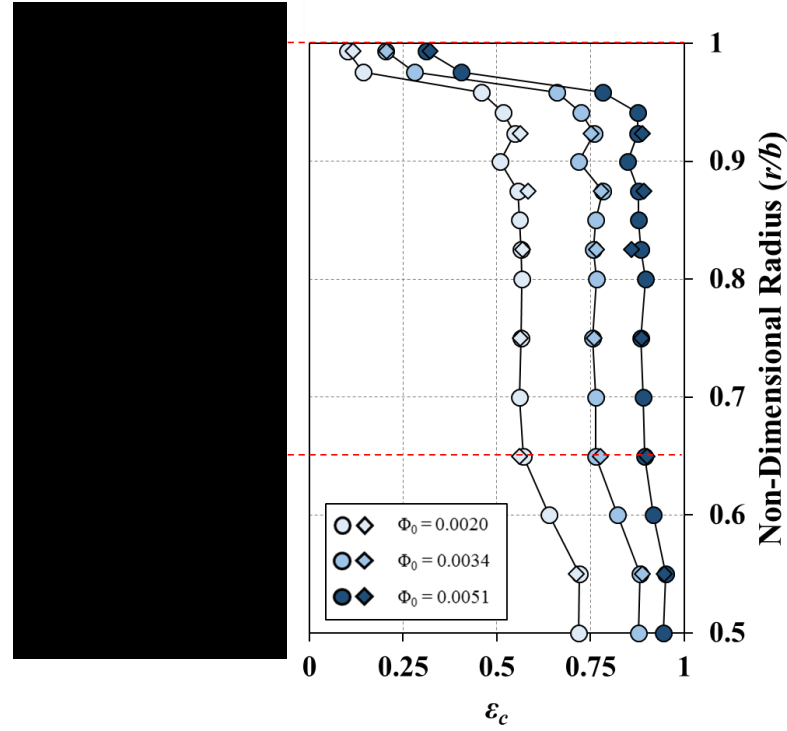 1
0.9
0.8
0.7
0.6
0.5
Non-Dimensional Radius (r/b)
Φ₀ = 0.0020
Φ₀ = 0.0034
Φ₀ = 0.0051
0 0.25 0.5 0.75 1
ε_c